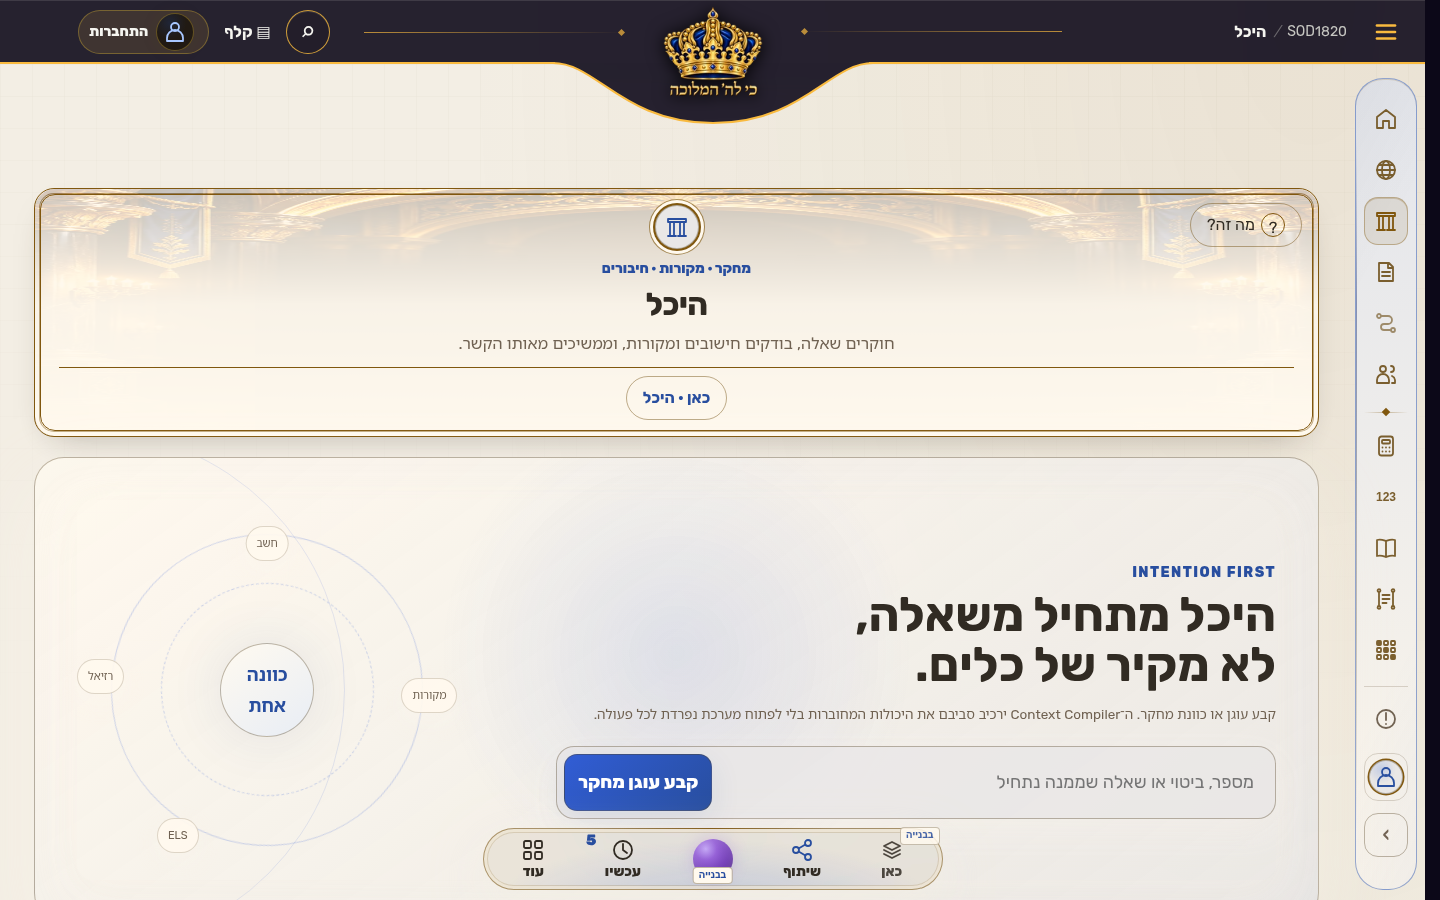 SOD1820 / היכל
▤ קלף
התחברות
כי לה' המלוכה
? מה זה?
מחקר • מקורות • חיבורים
היכל
חוקרים שאלה, בודקים חישובים ומקורות, וממשיכים מאותו הקשר.
כאן • היכל
123
INTENTION FIRST
היכל מתחיל משאלה,
לא מקיר של כלים.
קבע עוגן או כוונת מחקר. ה־Context Compiler ירכיב סביבם את היכולות המחוברות בלי לפתוח מערכת נפרדת לכל פעולה.
מספר, ביטוי או שאלה שממנה נתחיל
קבע עוגן מחקר
חשב
מקורות
כוונה
אחת
רזיאל
ELS
בבנייה
כאן
שיתוף
בבנייה
5
עכשיו
עוד